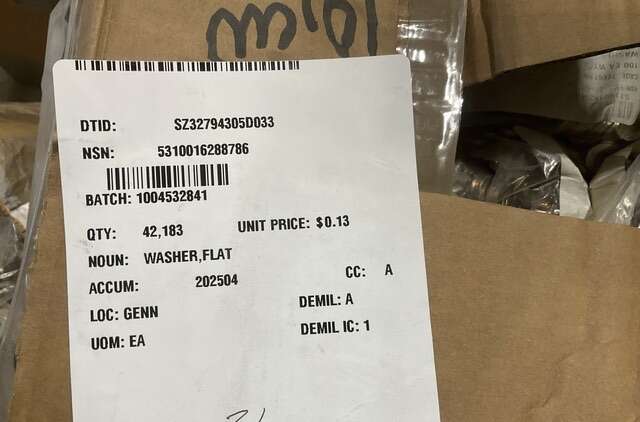 DTID: SZ32794305D033
NSN: 5310016288786
BATCH: 1004532841
QTY: 42,183 UNIT PRICE: $0.13
NOUN: WASHER,FLAT
ACCUM: 202504 CC: A
LOC: GENN DEMIL: A
UOM: EA DEMIL IC: 1